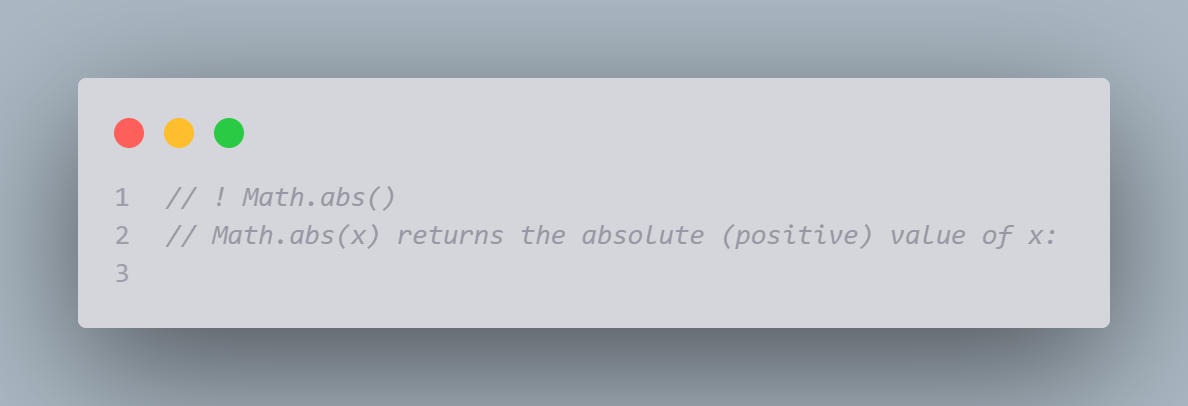 1 // ! Math.abs()
2 // Math.abs(x) returns the absolute (positive) value of x:
3